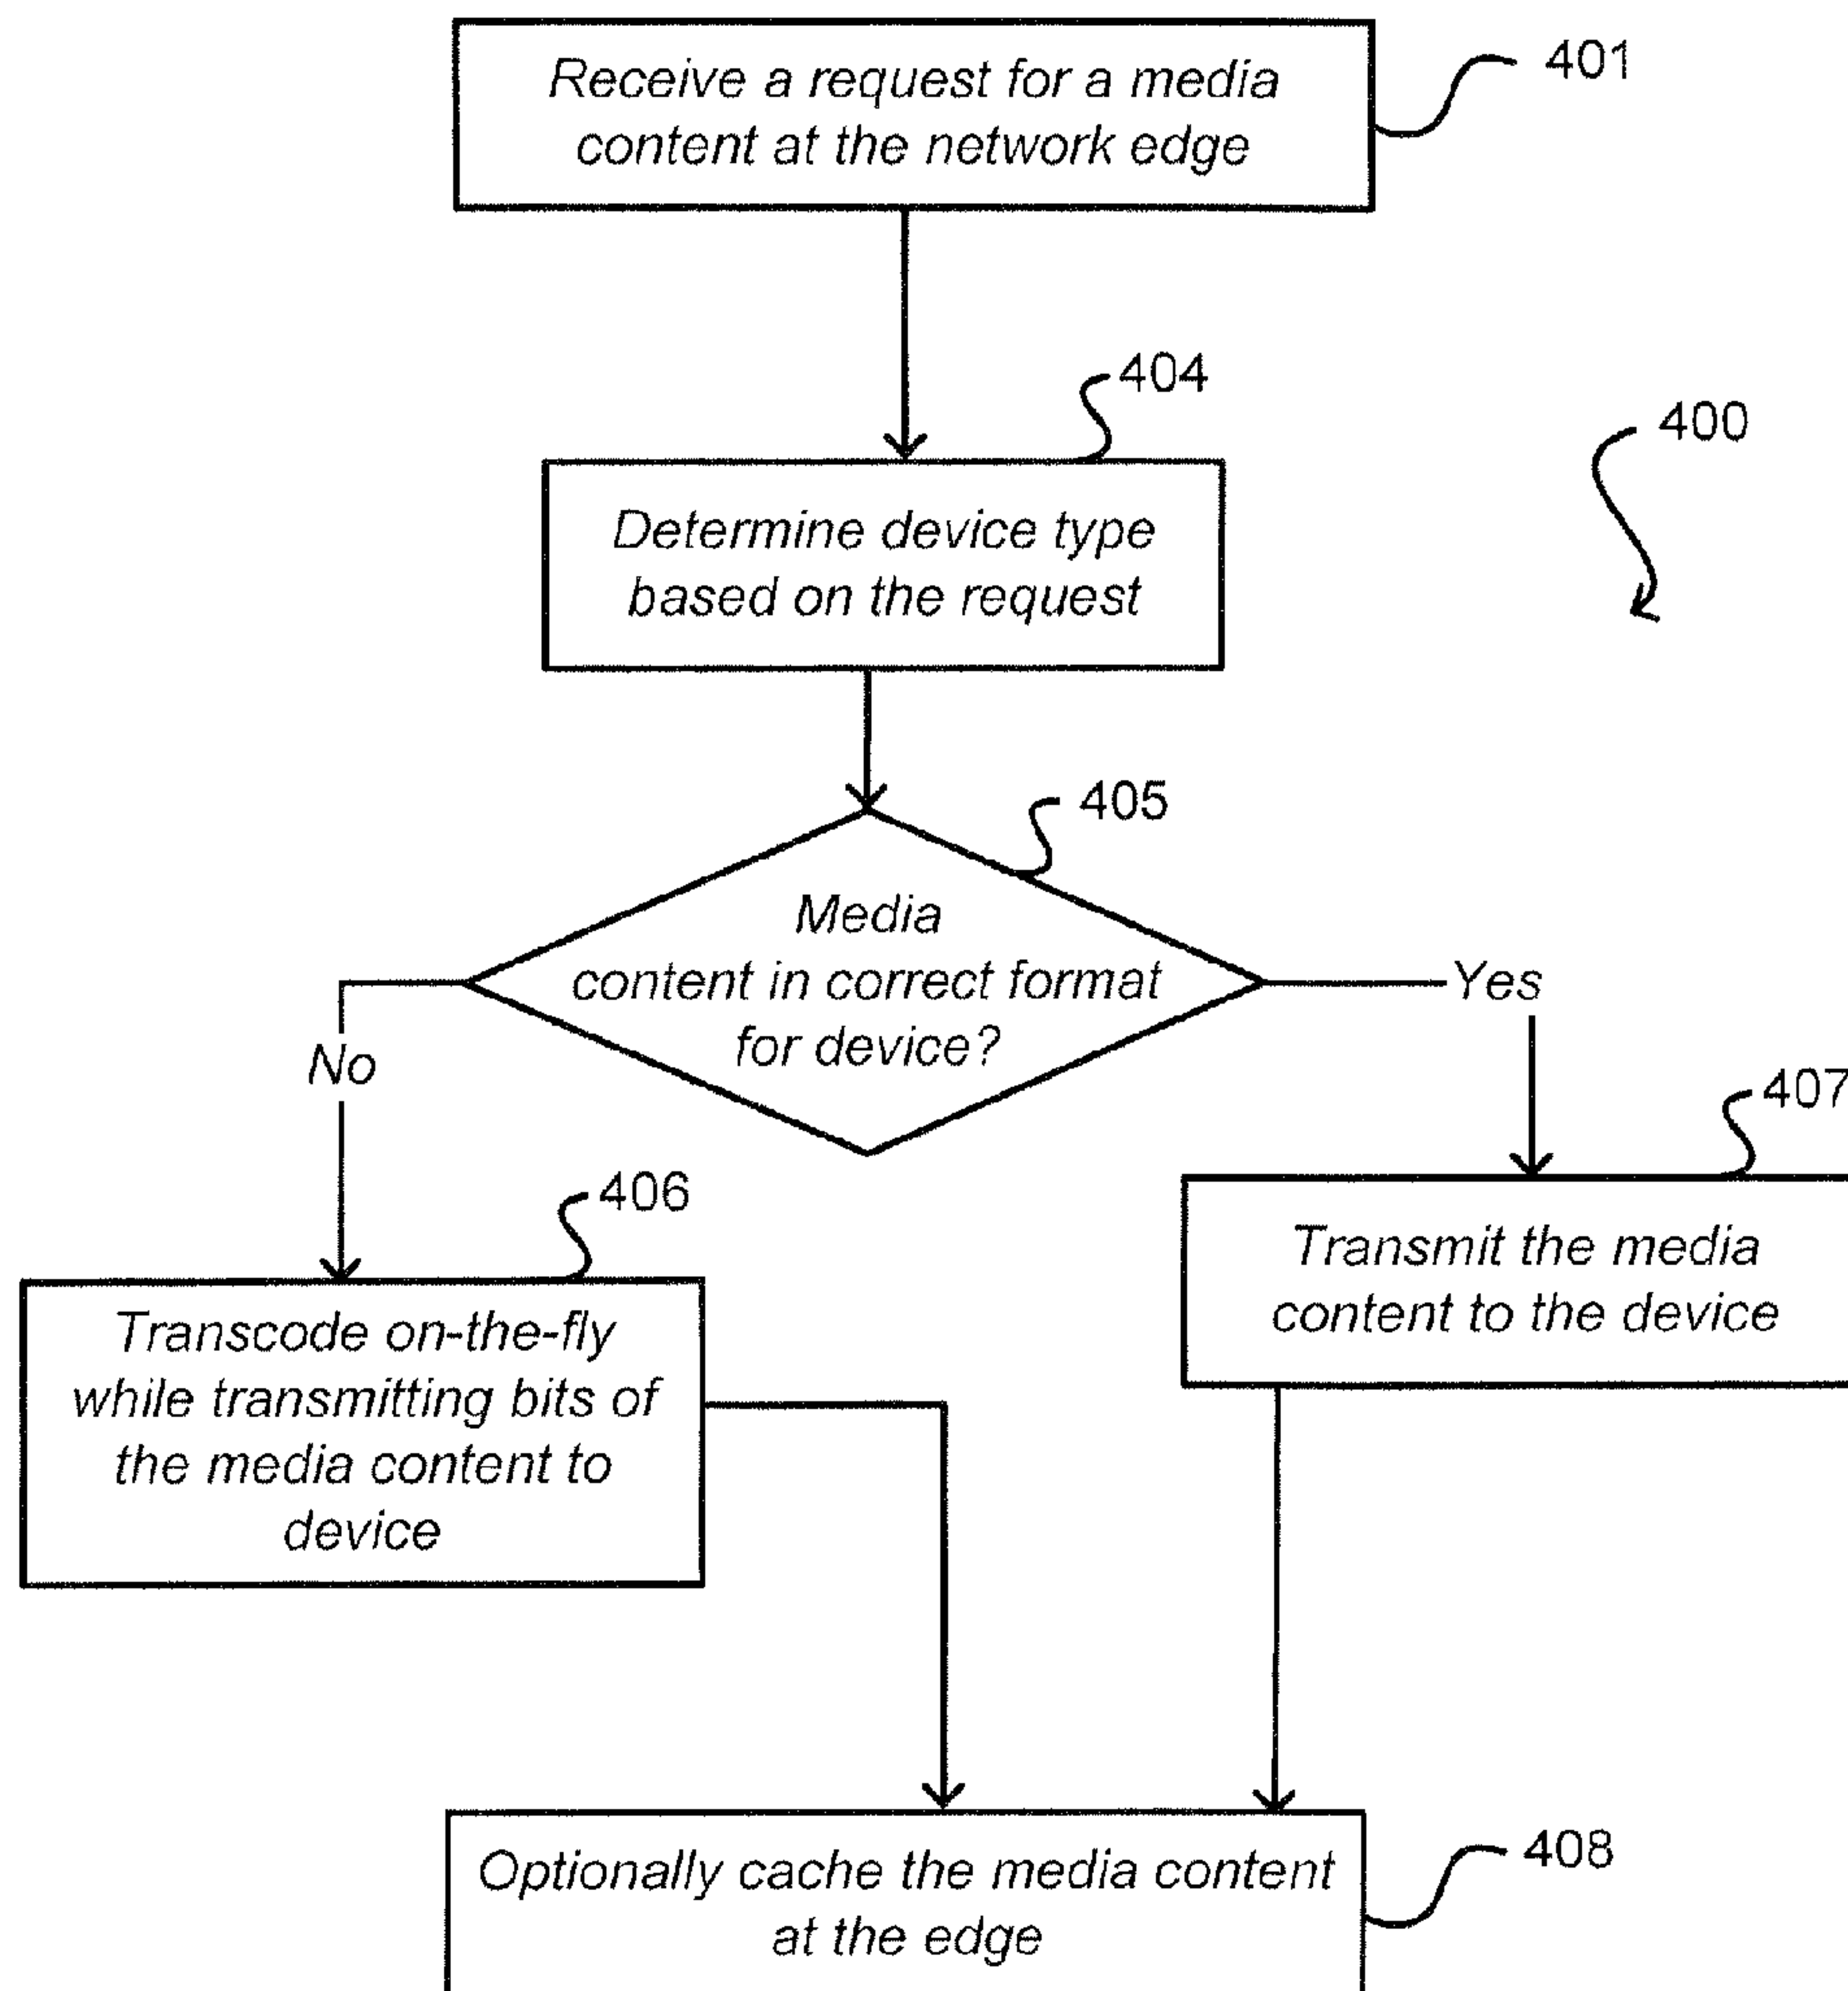 Receive a request for a media
content at the network edge
401
404
400
Determine device type
based on the request
405
Media
content in correct format
for device?
Yes
No
407
406
Transmit the media
content to the device
Transcode on-the-fly
while transmitting bits of
the media content to
device
Optionally cache the media content
at the edge
408